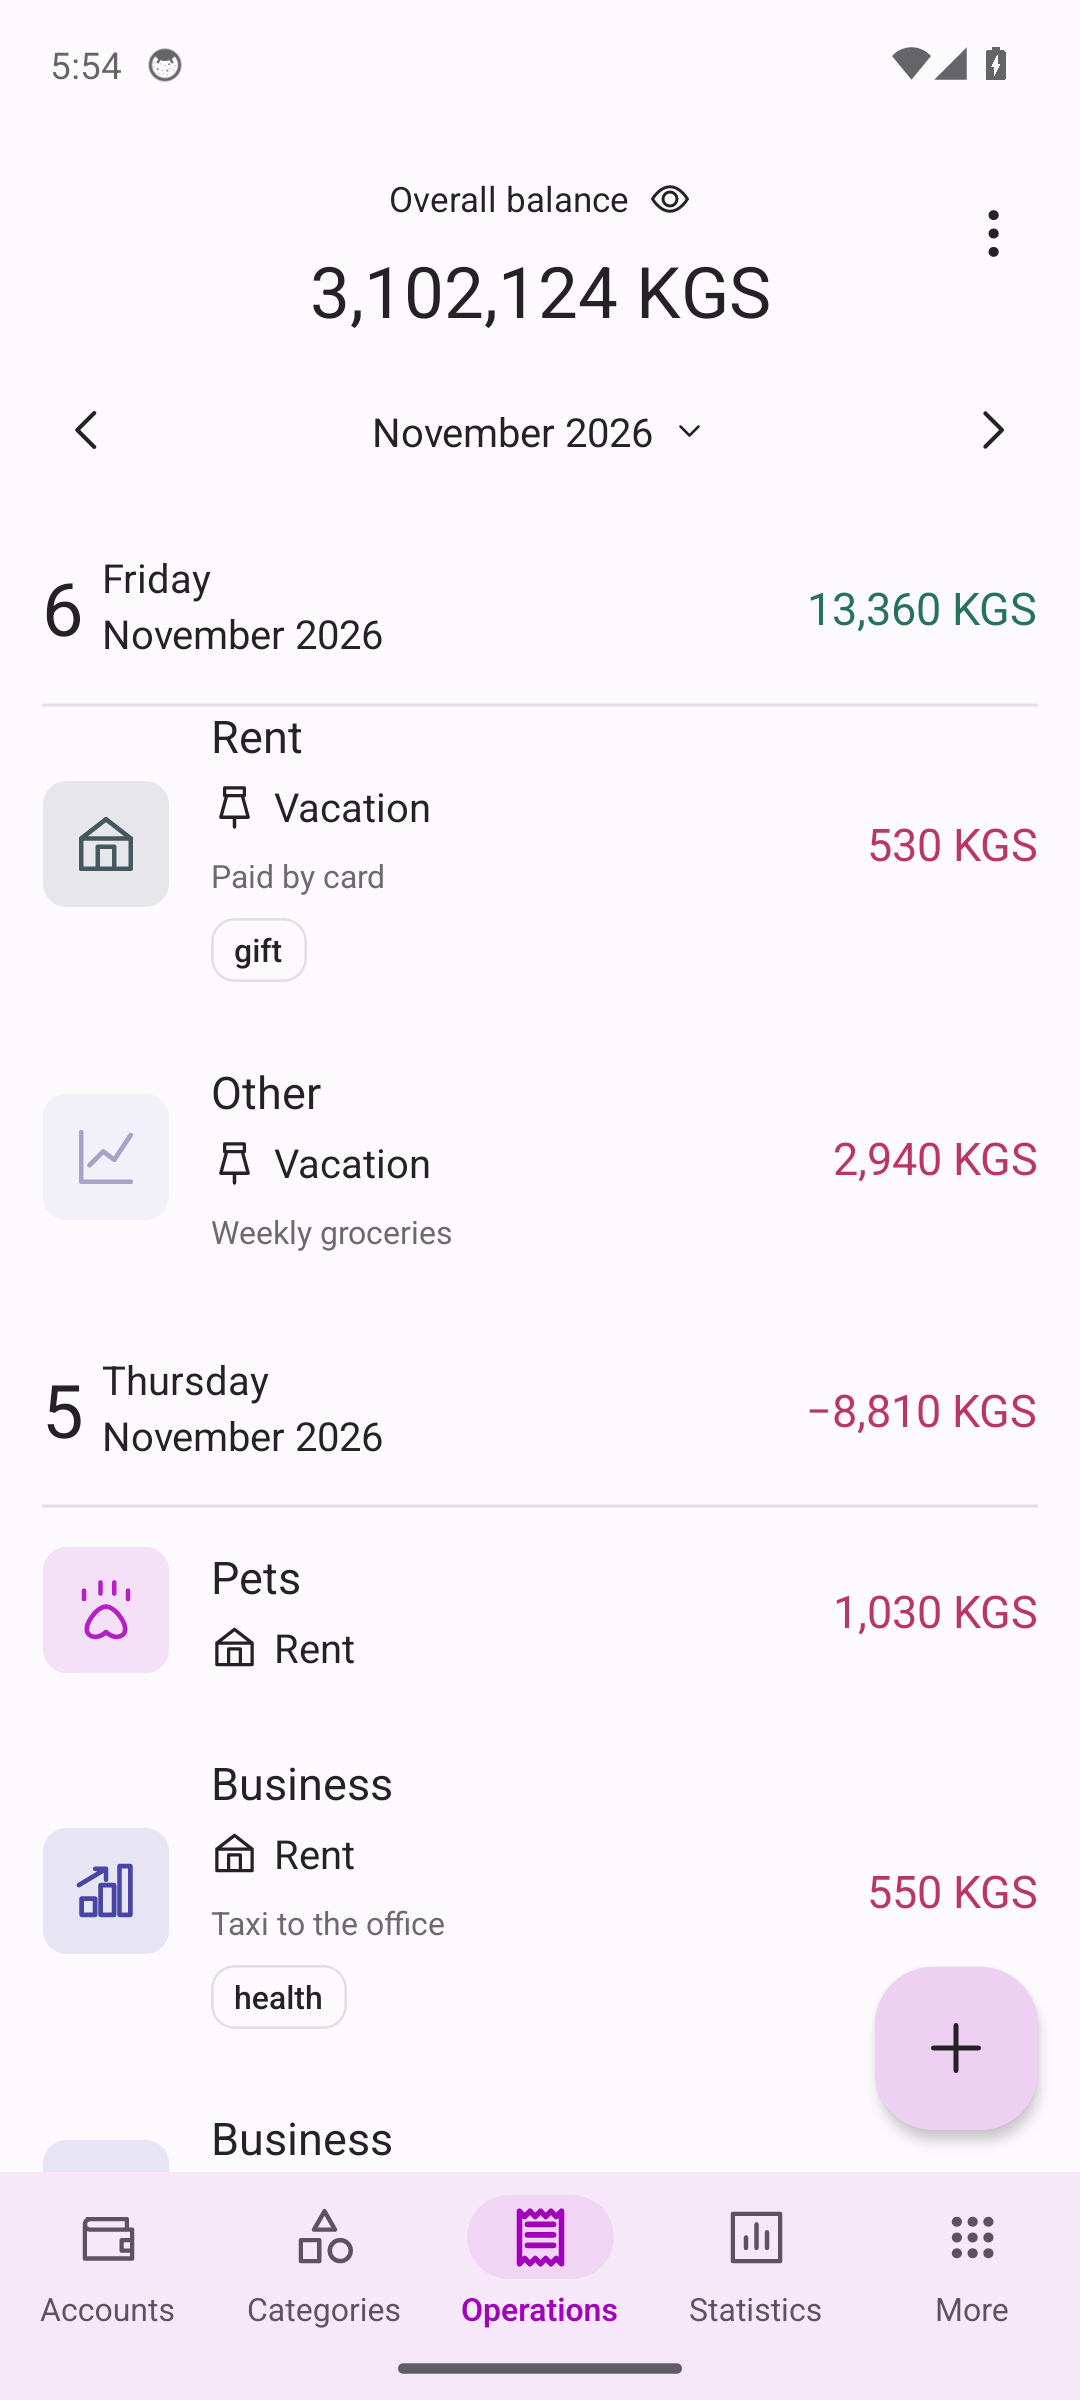 5:54
Overall balance
3,102,124 KGS
November 2026
6
Friday
November 2026
13,360 KGS
Rent
Vacation
Paid by card
gift
530 KGS
Other
Vacation
Weekly groceries
2,940 KGS
5
Thursday
November 2026
−8,810 KGS
Pets
Rent
1,030 KGS
Business
Rent
Taxi to the office
health
550 KGS
Business
Accounts
Categories
Operations
Statistics
More